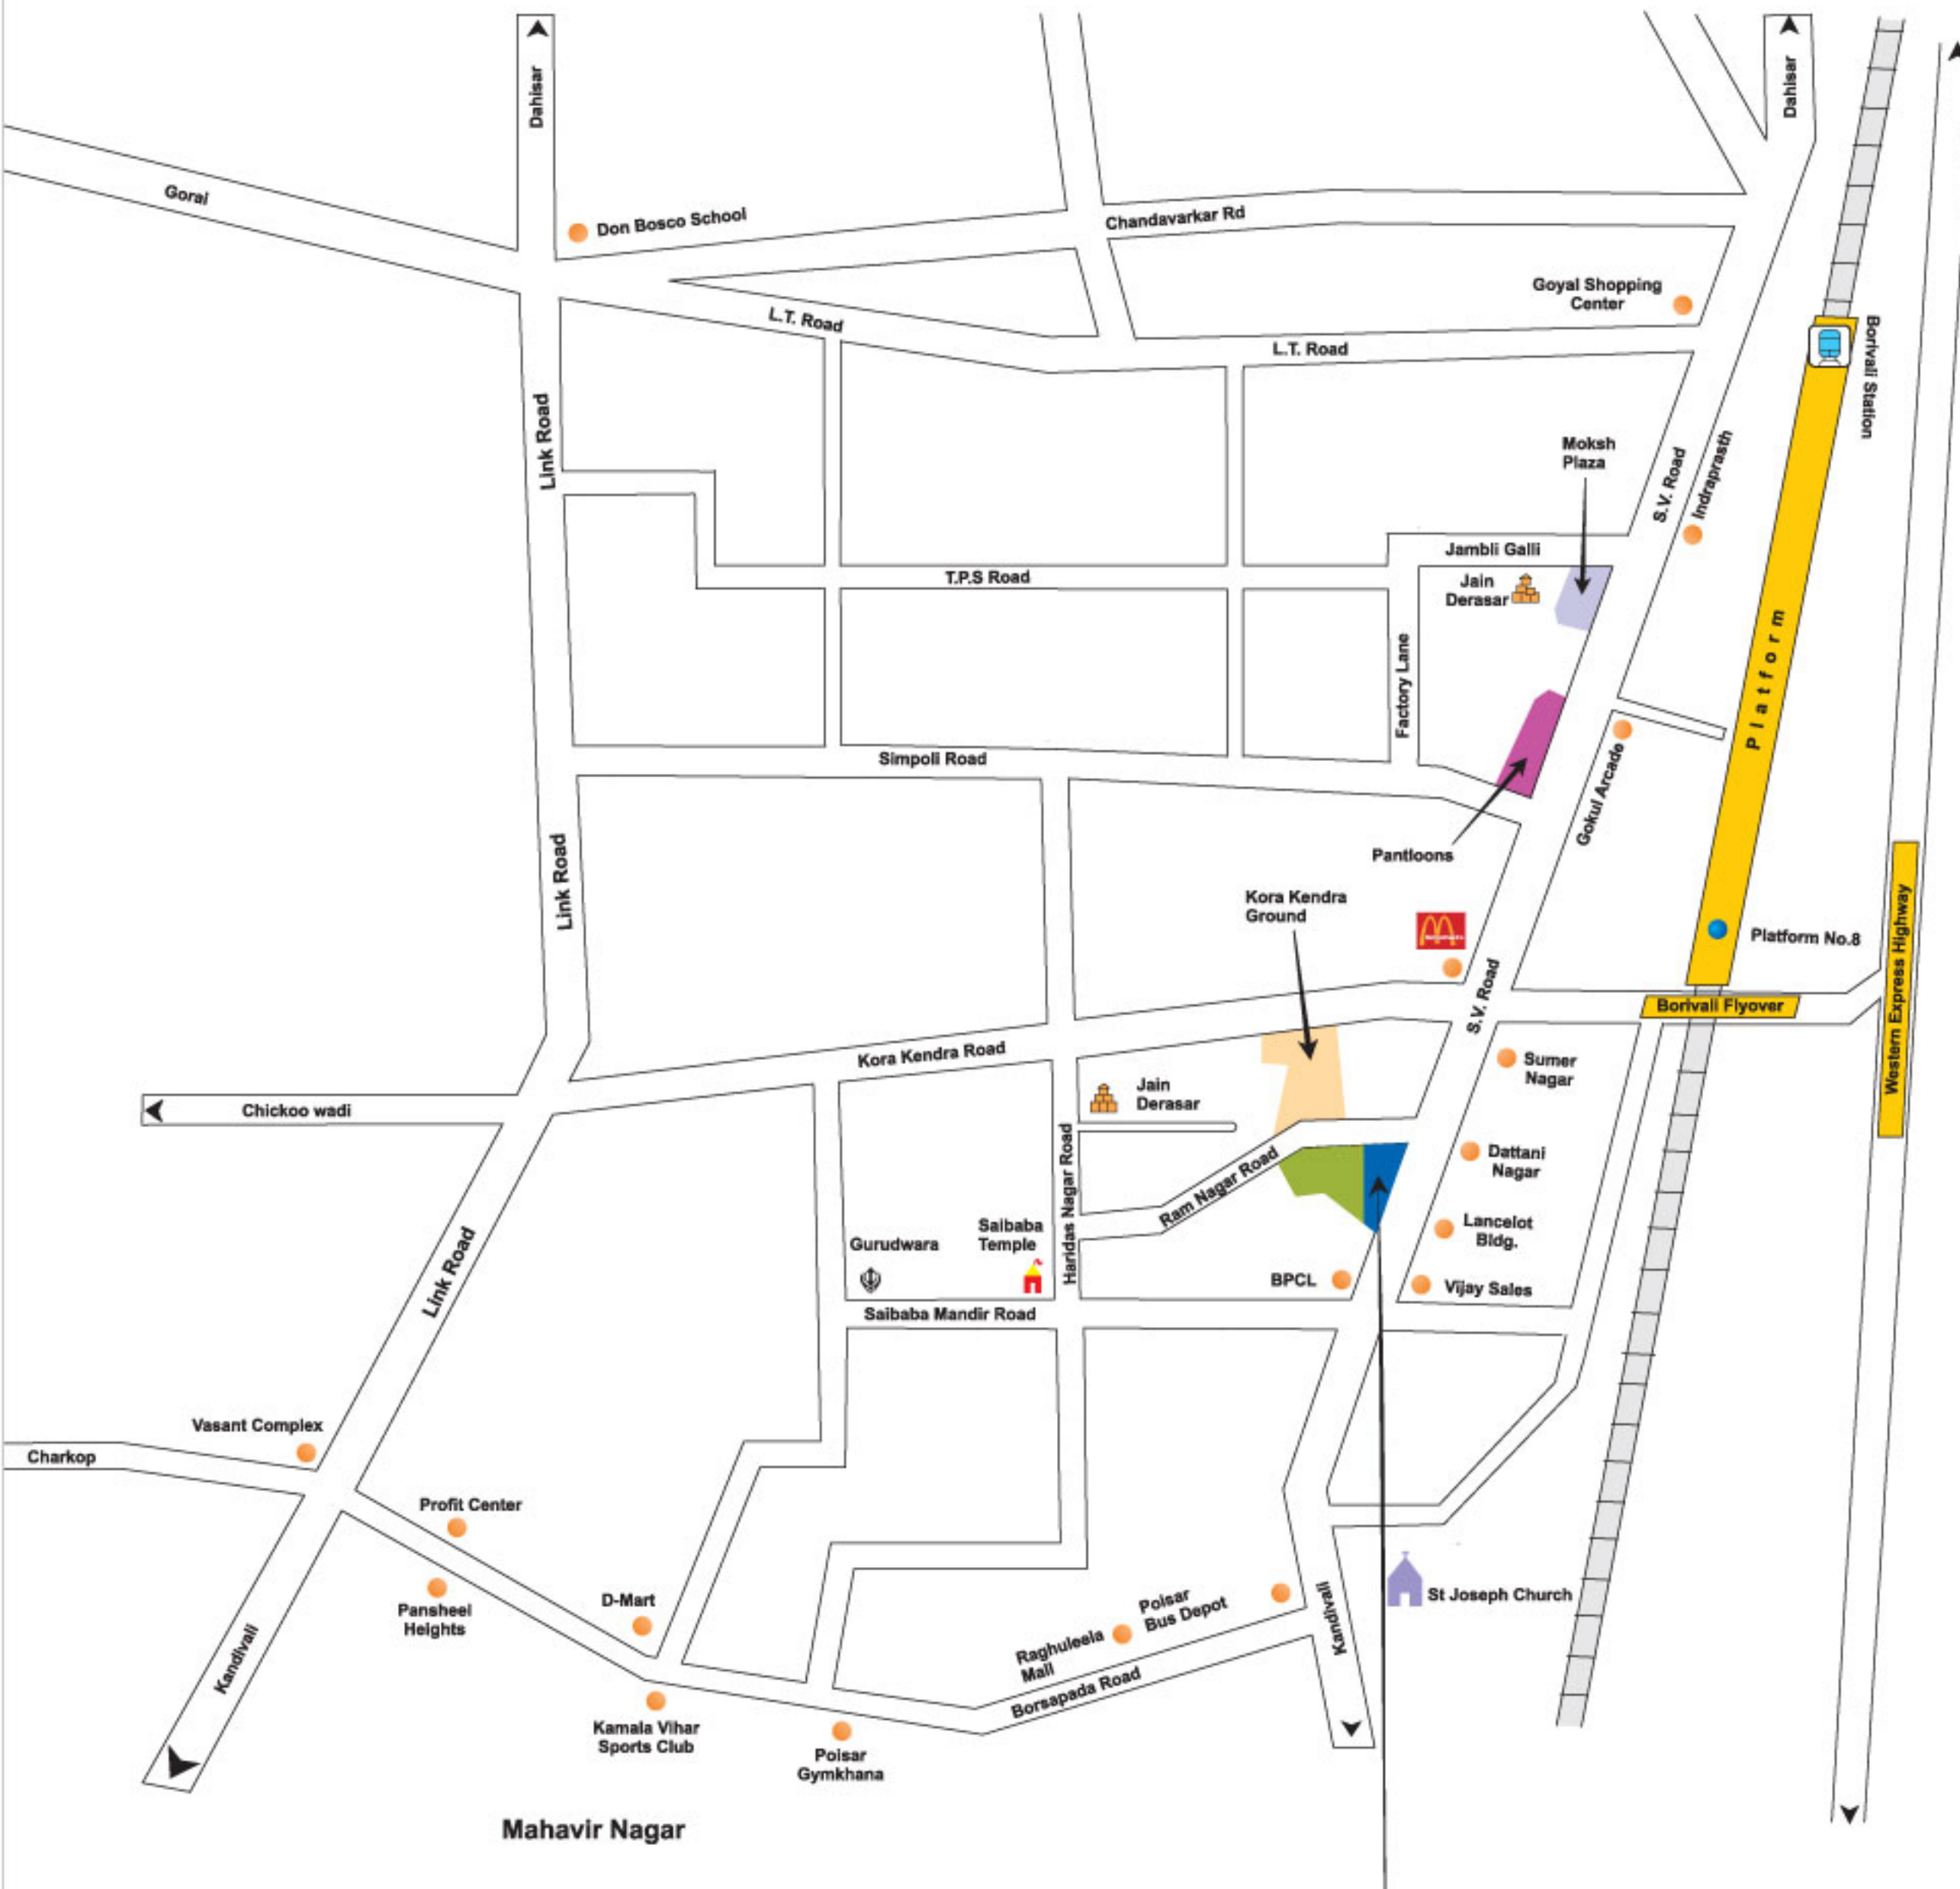 Dahisar
Dahisar
Gorai
Don Bosco School
Chandavarkar Rd
Goyal Shopping
Center
L.T. Road
L.T. Road
Borivali Station
Link Road
Moksh
Plaza
S.V. Road
Indraprasth
Jambli Galli
T.P.S Road
Jain
Derasar
Factory Lane
Platform
Simpoli Road
Gokul Arcade
Pantloons
Link Road
Kora Kendra
Ground
Platform No.8
Western Express Highway
S.V. Road
Borivali Flyover
Kora Kendra Road
Sumer
Nagar
Chickoo wadi
Jain
Derasar
Haridas Nagar Road
Ram Nagar Road
Dattani
Nagar
Lancelot
Bldg.
Link Road
Gurudwara
Saibaba
Temple
BPCL
Vijay Sales
Saibaba Mandir Road
Vasant Complex
Charkop
Profit Center
Pansheel
Heights
D-Mart
Poisar
Bus Depot
Raghuleela
Mall
Kandivali
St Joseph Church
Kandivali
Borsapada Road
Kamala Vihar
Sports Club
Poisar
Gymkhana
Mahavir Nagar